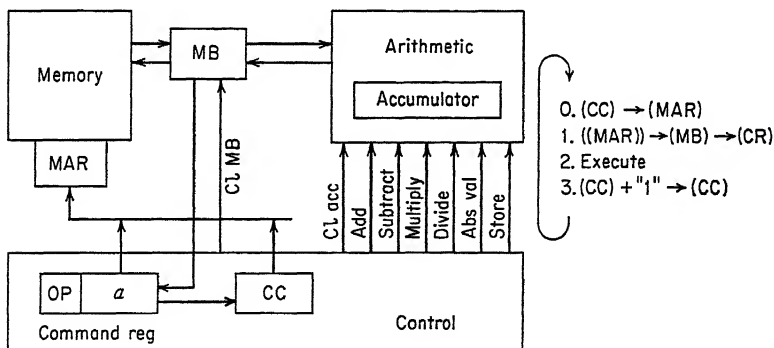 Memory
MB
Arithmetic
Accumulator
MAR
Cl MB
Cl acc
Add
Subtract
Multiply
Divide
Abs val
Store
0. (CC) → (MAR)
1. ((MAR)) → (MB) → (CR)
2. Execute
3. (CC) + "1" → (CC)
OP
a
CC
Command reg
Control